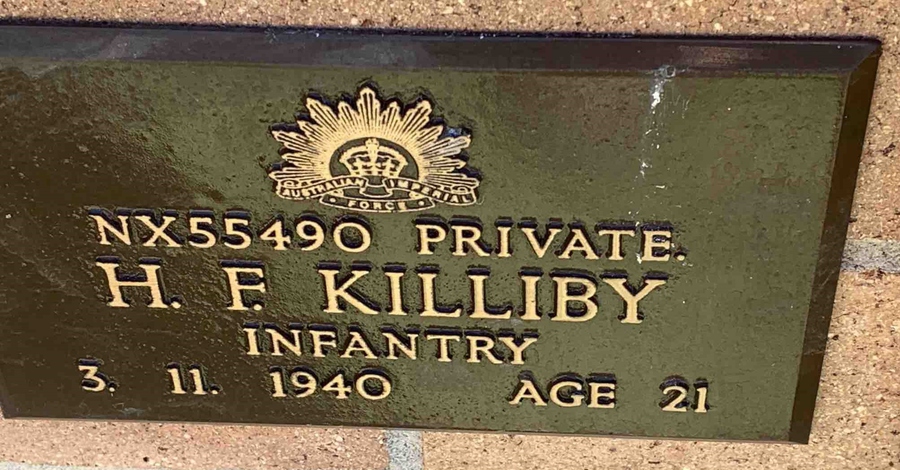 AUSTRALIAN IMPERIAL
FORCE
NX55490 PRIVATE.
H. F. KILLIBY
INFANTRY
3. 11. 1940 AGE 21